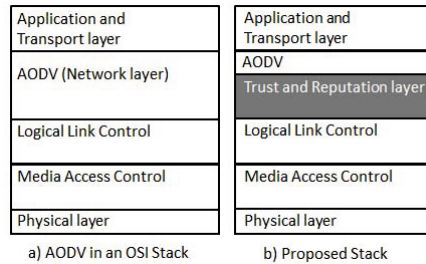 Application and
Transport layer
AODV (Network layer)
Logical Link Control
Media Access Control
Physical layer
a) AODV in an OSI Stack
Application and
Transport layer
AODV
Trust and Reputation layer
Logical Link Control
Media Access Control
Physical layer
b) Proposed Stack